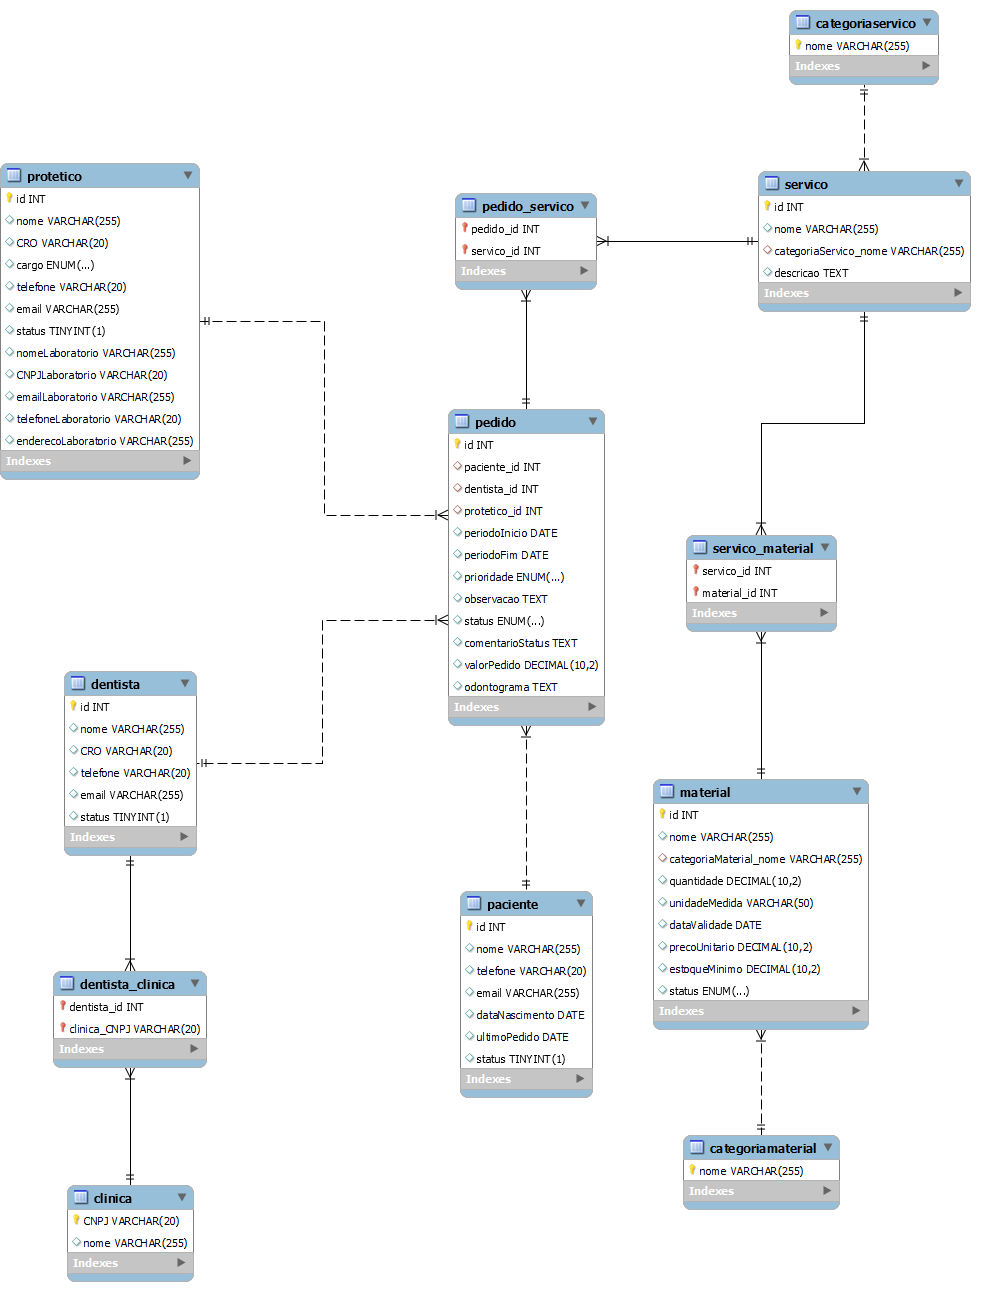 categoriaservico
nome VARCHAR(255)
Indexes
protetico
id INT
nome VARCHAR(255)
CRO VARCHAR(20)
cargo ENUM(...)
telefone VARCHAR(20)
email VARCHAR(255)
status TINYINT(1)
nomeLaboratorio VARCHAR(255)
CNPJLaboratorio VARCHAR(20)
emailLaboratorio VARCHAR(255)
telefoneLaboratorio VARCHAR(20)
enderecoLaboratorio VARCHAR(255)
Indexes
pedido_servico
pedido_id INT
servico_id INT
Indexes
servico
id INT
nome VARCHAR(255)
categoriaServico_nome VARCHAR(255)
descricao TEXT
Indexes
pedido
id INT
paciente_id INT
dentista_id INT
protetico_id INT
periodoInicio DATE
periodoFim DATE
prioridade ENUM(...)
observacao TEXT
status ENUM(...)
comentarioStatus TEXT
valorPedido DECIMAL(10,2)
odontograma TEXT
Indexes
servico_material
servico_id INT
material_id INT
Indexes
dentista
id INT
nome VARCHAR(255)
CRO VARCHAR(20)
telefone VARCHAR(20)
email VARCHAR(255)
status TINYINT(1)
Indexes
material
id INT
nome VARCHAR(255)
categoriaMaterial_nome VARCHAR(255)
quantidade DECIMAL(10,2)
unidadeMedida VARCHAR(50)
dataValidade DATE
precoUnitario DECIMAL(10,2)
estoqueMinimo DECIMAL(10,2)
status ENUM(...)
Indexes
paciente
id INT
nome VARCHAR(255)
telefone VARCHAR(20)
email VARCHAR(255)
dataNascimento DATE
ultimoPedido DATE
status TINYINT(1)
Indexes
dentista_clinica
dentista_id INT
clinica_CNPJ VARCHAR(20)
Indexes
categoriamaterial
nome VARCHAR(255)
Indexes
clinica
CNPJ VARCHAR(20)
nome VARCHAR(255)
Indexes